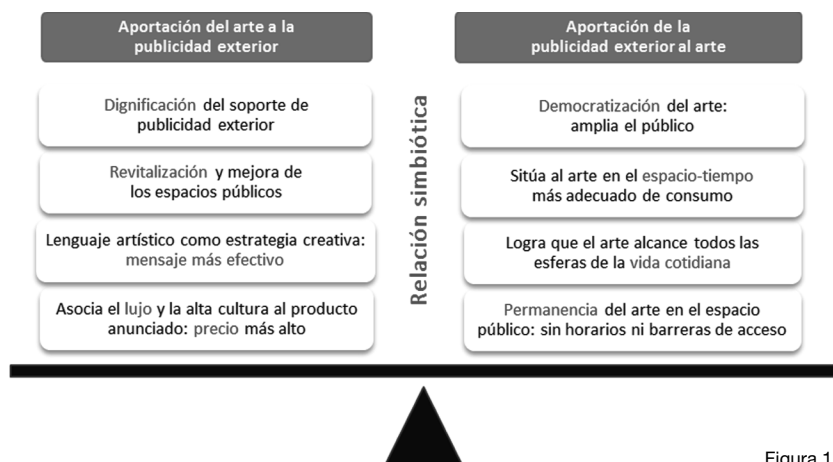 Aportación del arte a la
publicidad exterior
Dignificación del soporte de
publicidad exterior
Revitalización y mejora de
los espacios públicos
Lenguaje artístico como estrategia creativa:
mensaje más efectivo
Asocia el lujo y la alta cultura al producto
anunciado: precio más alto
Relación simbiótica
Aportación de la
publicidad exterior al arte
Democratización del arte:
amplia el público
Sitúa al arte en el espacio-tiempo
más adecuado de consumo
Logra que el arte alcance todos las
esferas de la vida cotidiana
Permanencia del arte en el espacio
público: sin horarios ni barreras de acceso
Figura 1